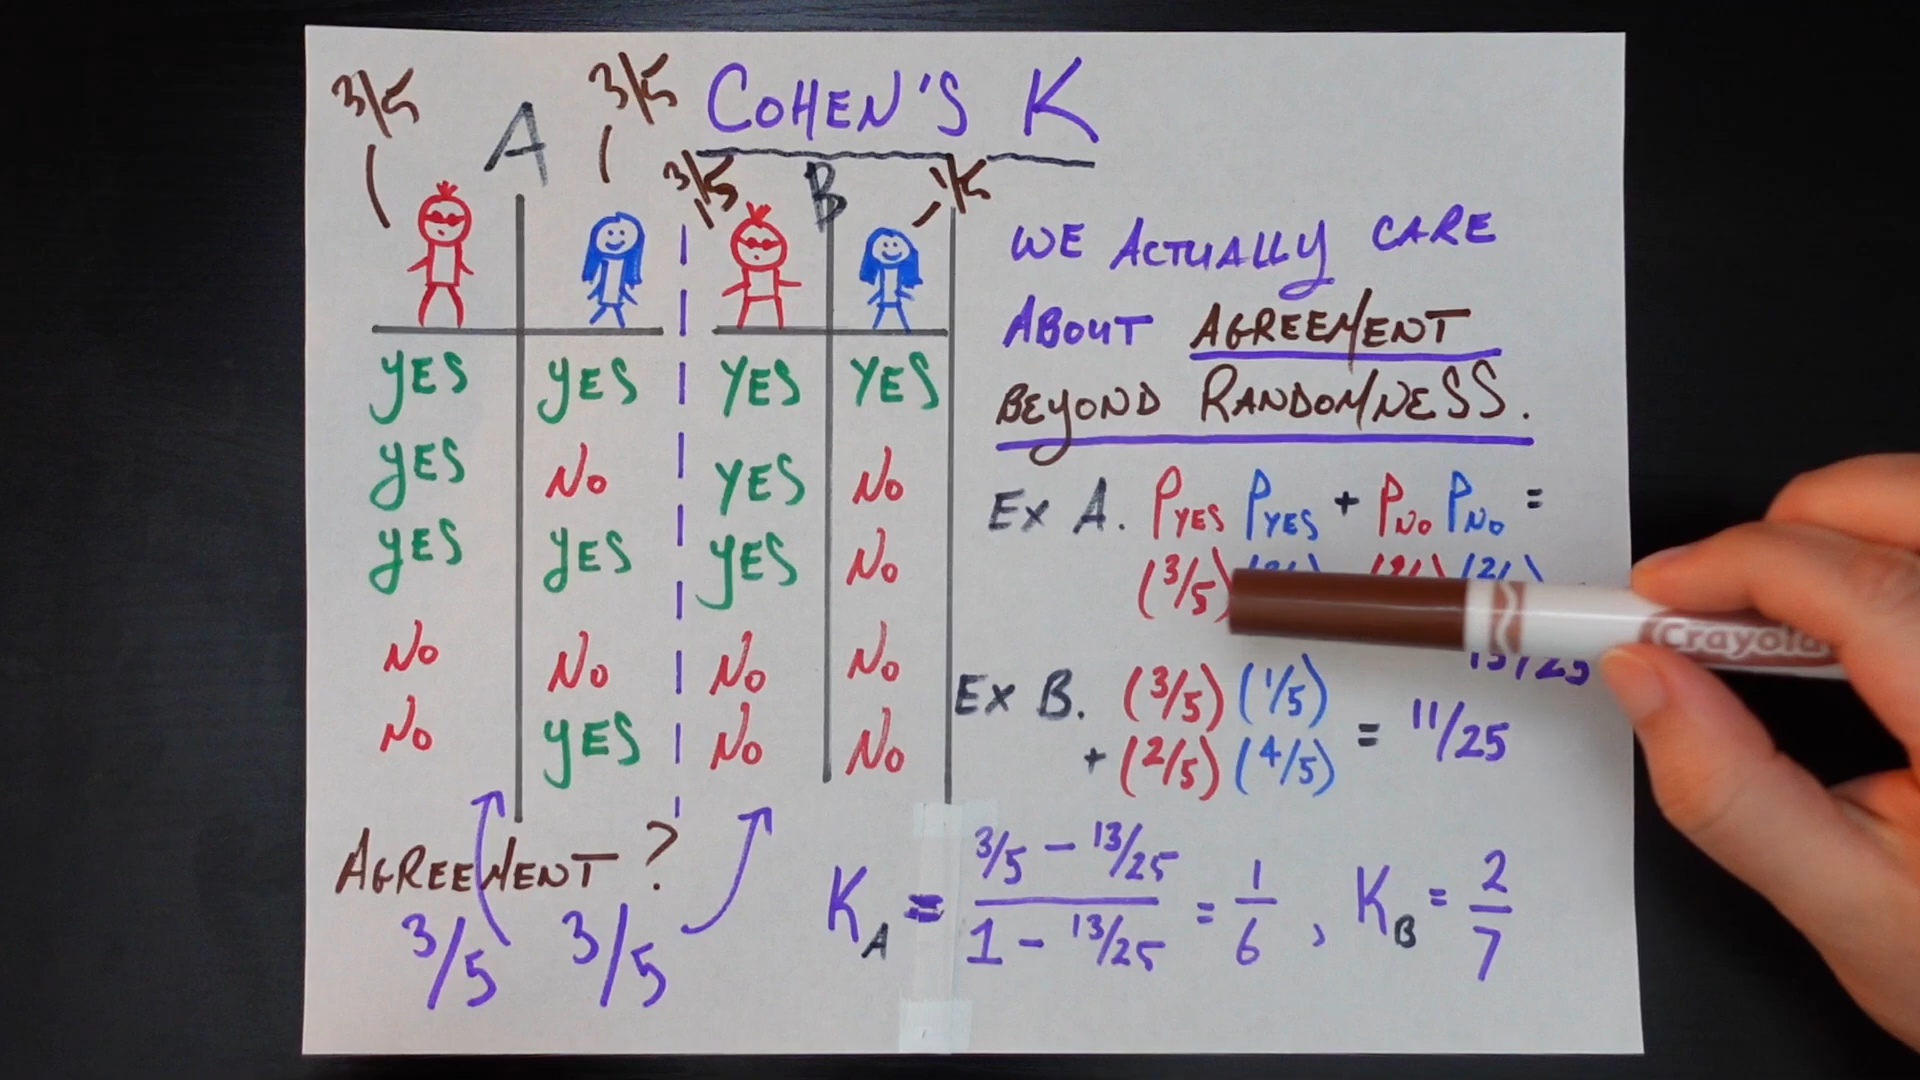 COHEN'S K
3/5 A 3/5 3/5 B 1/5
YES YES YES YES
YES NO YES NO
YES YES YES NO
NO NO NO NO
NO YES NO NO
AGREEMENT?
3/5 3/5
WE ACTUALLY CARE
ABOUT AGREEMENT
BEYOND RANDOMNESS.
EX A. PYES PYES + PNO PNO =
(3/5)
13/25
EX B. (3/5) (1/5)
+ (2/5) (4/5) = 11/25
KA = 3/5 - 13/25 / 1 - 13/25 = 1/6 , KB = 2/7
Crayola